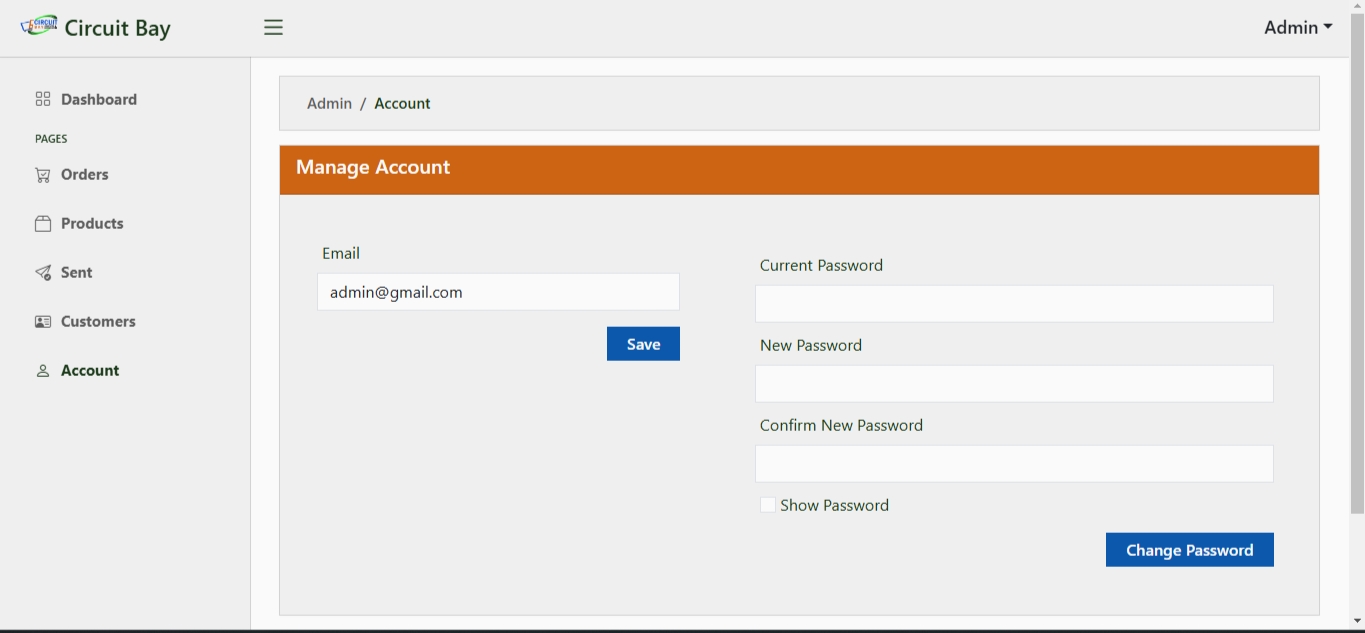 Circuit Bay
Admin
Dashboard
PAGES
Orders
Products
Sent
Customers
Account
Admin / Account
Manage Account
Email
admin@gmail.com
Save
Current Password
New Password
Confirm New Password
Show Password
Change Password